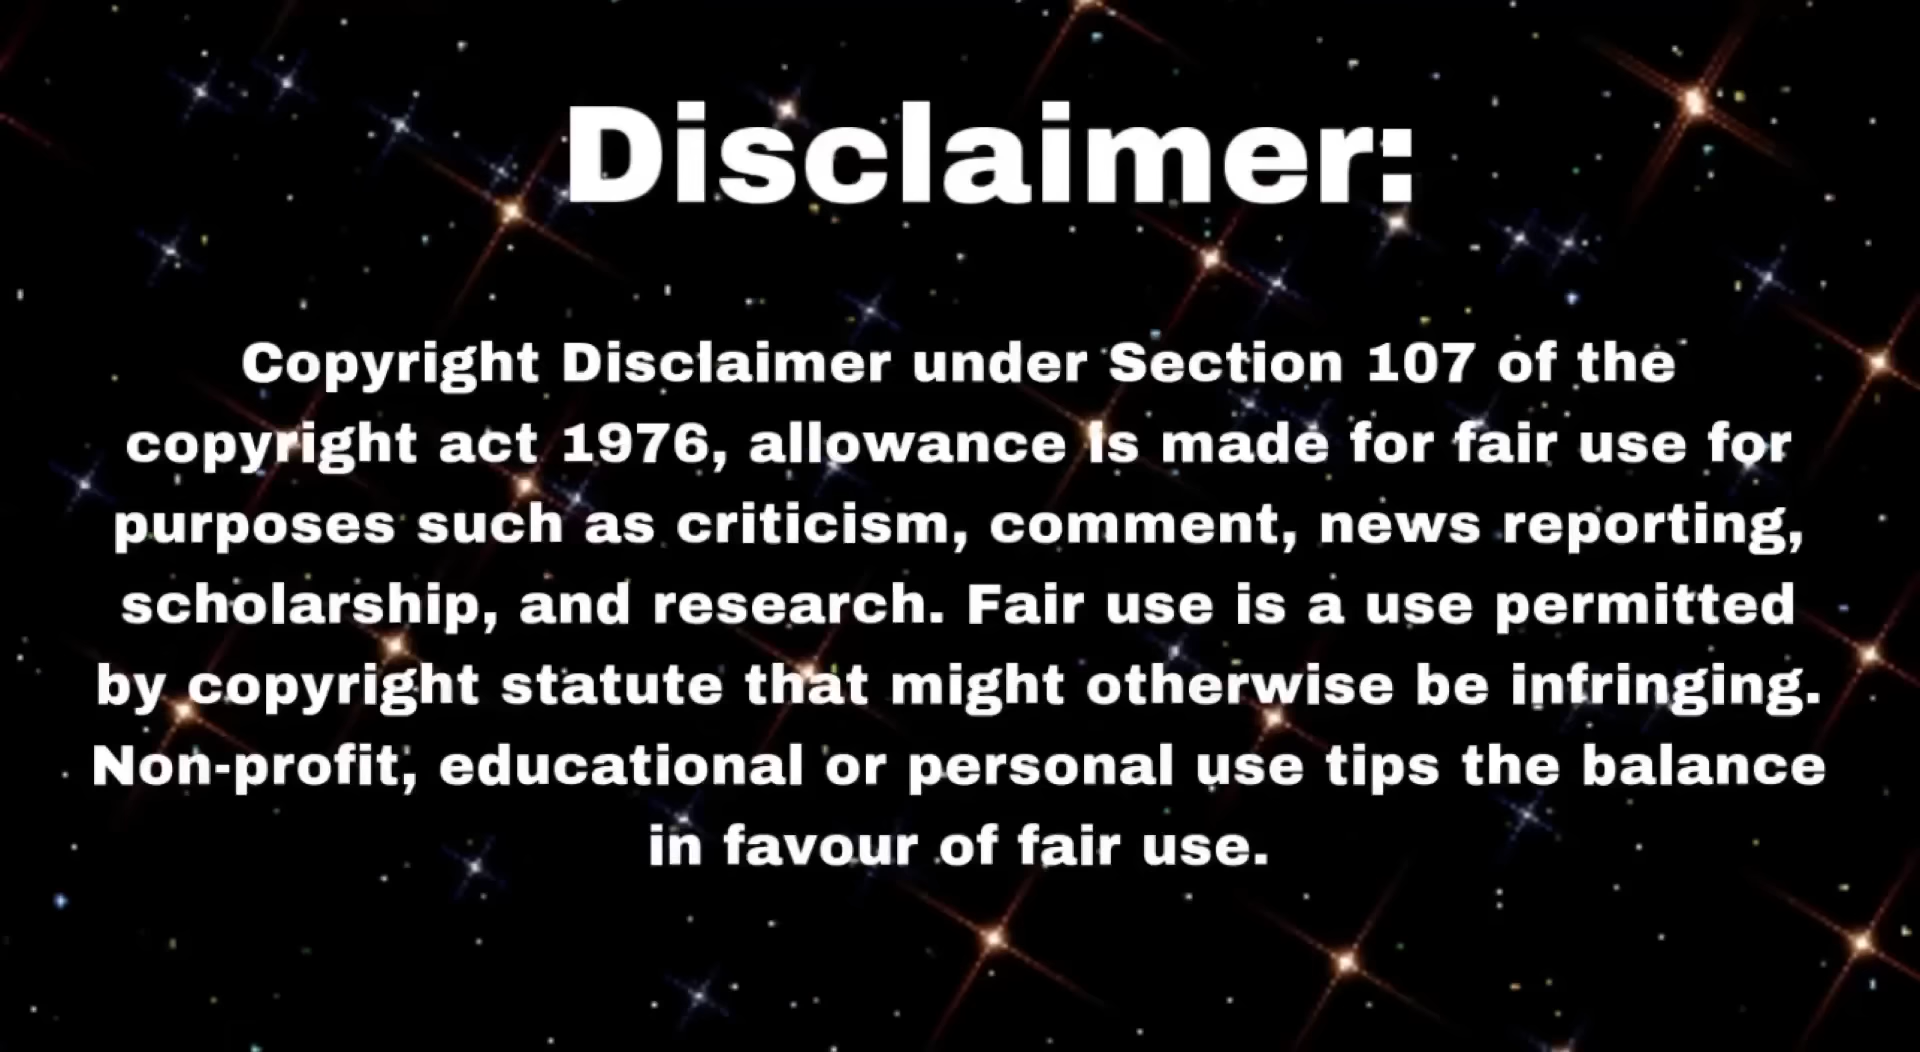 Disclaimer:
Copyright Disclaimer under Section 107 of the
copyright act 1976, allowance is made for fair use for
purposes such as criticism, comment, news reporting,
scholarship, and research. Fair use is a use permitted
by copyright statute that might otherwise be infringing.
Non-profit, educational or personal use tips the balance
in favour of fair use.